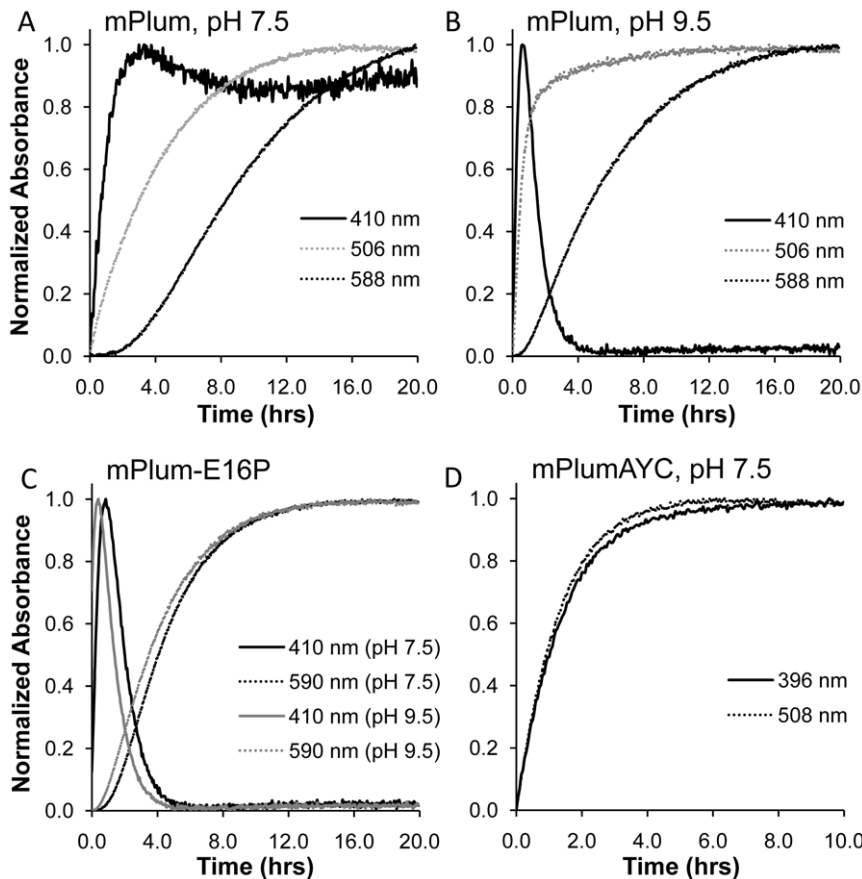 A mPlum, pH 7.5
Normalized Absorbance
1.0
0.8
0.6
0.4
0.2
0.0
410 nm
506 nm
588 nm
0.0 4.0 8.0 12.0 16.0 20.0
Time (hrs)
B mPlum, pH 9.5
1.0
0.8
0.6
0.4
0.2
0.0
410 nm
506 nm
588 nm
0.0 4.0 8.0 12.0 16.0 20.0
Time (hrs)
C mPlum-E16P
Normalized Absorbance
1.0
0.8
0.6
0.4
0.2
0.0
410 nm (pH 7.5)
590 nm (pH 7.5)
410 nm (pH 9.5)
590 nm (pH 9.5)
0.0 4.0 8.0 12.0 16.0 20.0
Time (hrs)
D mPlumAYC, pH 7.5
1.0
0.8
0.6
0.4
0.2
0.0
396 nm
508 nm
0.0 2.0 4.0 6.0 8.0 10.0
Time (hrs)